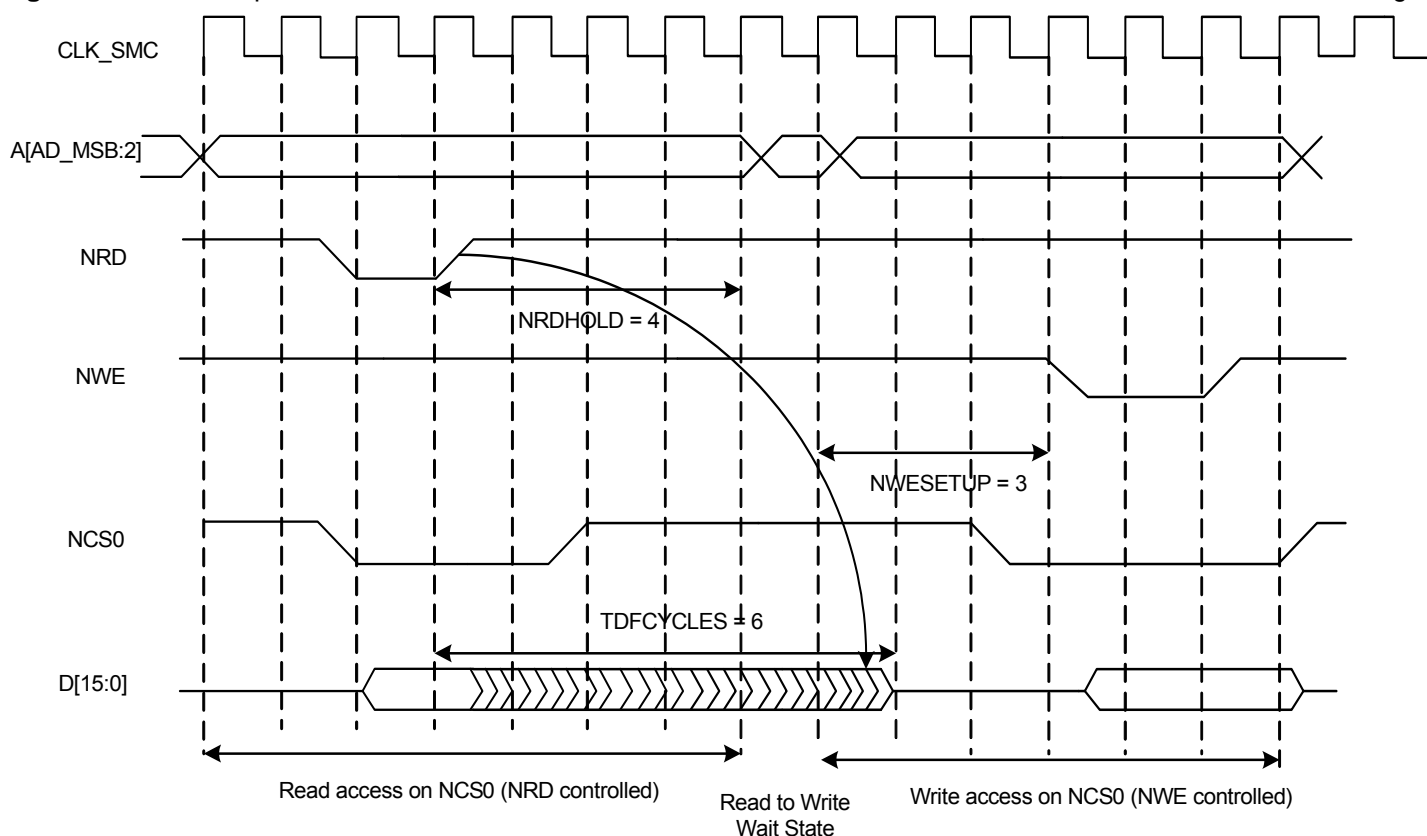 CLK_SMC
A[AD_MSB:2]
NRD
NRDHOLD = 4
NWE
NWESETUP = 3
NCS0
TDFCYCLES = 6
D[15:0]
Read access on NCS0 (NRD controlled)
Read to Write
Wait State
Write access on NCS0 (NWE controlled)